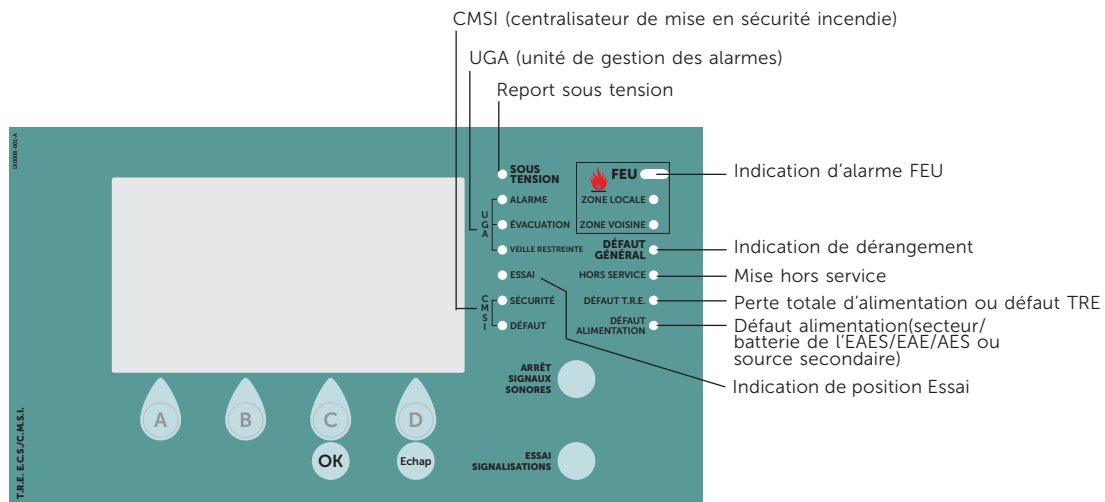 CMSI (centralisateur de mise en sécurité incendie)
UGA (unité de gestion des alarmes)
Report sous tension
SOUS
TENSION
ALARME
ÉVACUATION
VEILLE RESTREINTE
U
G
A
ESSAI
SÉCURITÉ
DÉFAUT
C
M
S
I
FEU
ZONE LOCALE
ZONE VOISINE
DÉFAUT
GÉNÉRAL
HORS SERVICE
DÉFAUT T.R.E.
DÉFAUT
ALIMENTATION
Indication d'alarme FEU
Indication de dérangement
Mise hors service
Perte totale d'alimentation ou défaut TRE
Défaut alimentation(secteur/
batterie de l'EAES/EAE/AES ou
source secondaire)
Indication de position Essai
ARRÊT
SIGNAUX
SONORES
A
B
C
D
OK
Echap
ESSAI
SIGNALISATIONS
T.R.E. E.C.S./C.M.S.I.